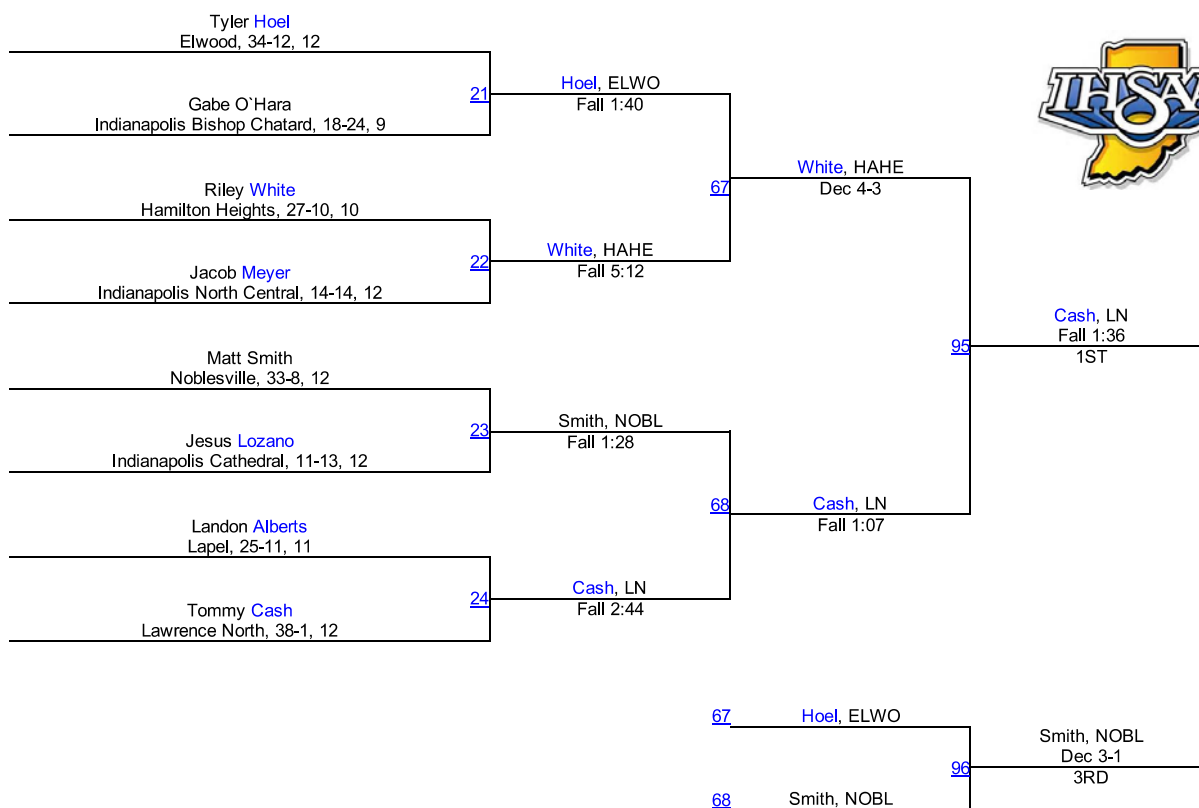 Tyler Hoel
Elwood, 34-12, 12
21
Gabe O`Hara
Indianapolis Bishop Chatard, 18-24, 9
Hoel, ELWO
Fall 1:40
Riley White
Hamilton Heights, 27-10, 10
22
Jacob Meyer
Indianapolis North Central, 14-14, 12
White, HAHE
Fall 5:12
67
White, HAHE
Dec 4-3
Matt Smith
Noblesville, 33-8, 12
23
Jesus Lozano
Indianapolis Cathedral, 11-13, 12
Smith, NOBL
Fall 1:28
Landon Alberts
Lapel, 25-11, 11
24
Tommy Cash
Lawrence North, 38-1, 12
Cash, LN
Fall 2:44
68
Cash, LN
Fall 1:07
95
Cash, LN
Fall 1:36
1ST
IHSAA
67
Hoel, ELWO
68
Smith, NOBL
96
Smith, NOBL
Dec 3-1
3RD